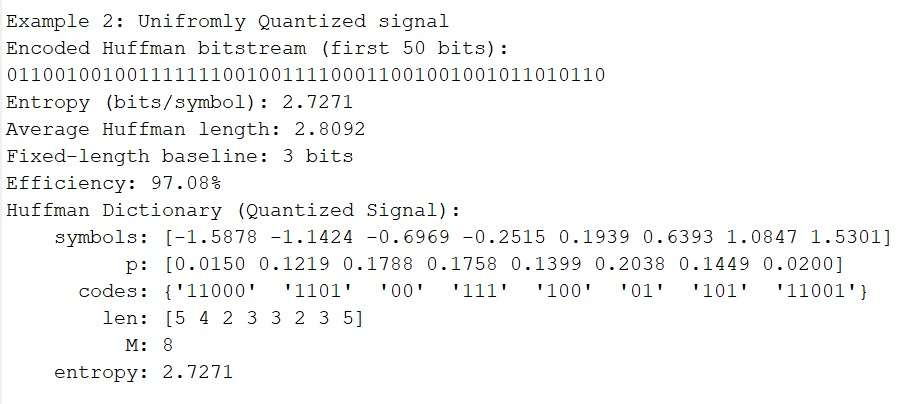 Example 2: Unifromly Quantized signal
Encoded Huffman bitstream (first 50 bits):
01100100100111111110010011110001100100100101101011​0
Entropy (bits/symbol): 2.7271
Average Huffman length: 2.8092
Fixed-length baseline: 3 bits
Efficiency: 97.08%
Huffman Dictionary (Quantized Signal):
symbols: [-1.5878 -1.1424 -0.6969 -0.2515 0.1939 0.6393 1.0847 1.5301]
p: [0.0150 0.1219 0.1788 0.1758 0.1399 0.2038 0.1449 0.0200]
codes: {'11000' '1101' '00' '111' '100' '01' '101' '11001'}
len: [5 4 2 3 3 2 3 5]
M: 8
entropy: 2.7271